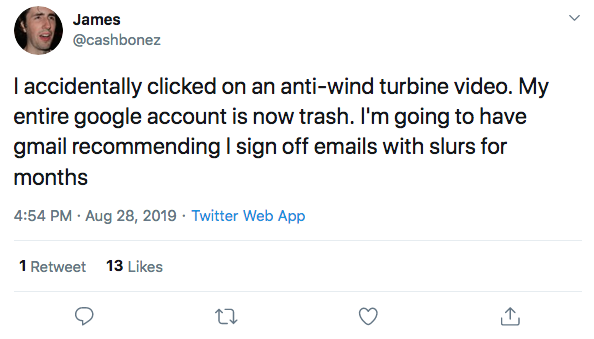 James
@cashbonez
I accidentally clicked on an anti-wind turbine video. My
entire google account is now trash. I'm going to have
gmail recommending I sign off emails with slurs for
months
4:54 PM · Aug 28, 2019 · Twitter Web App
1 Retweet 13 Likes